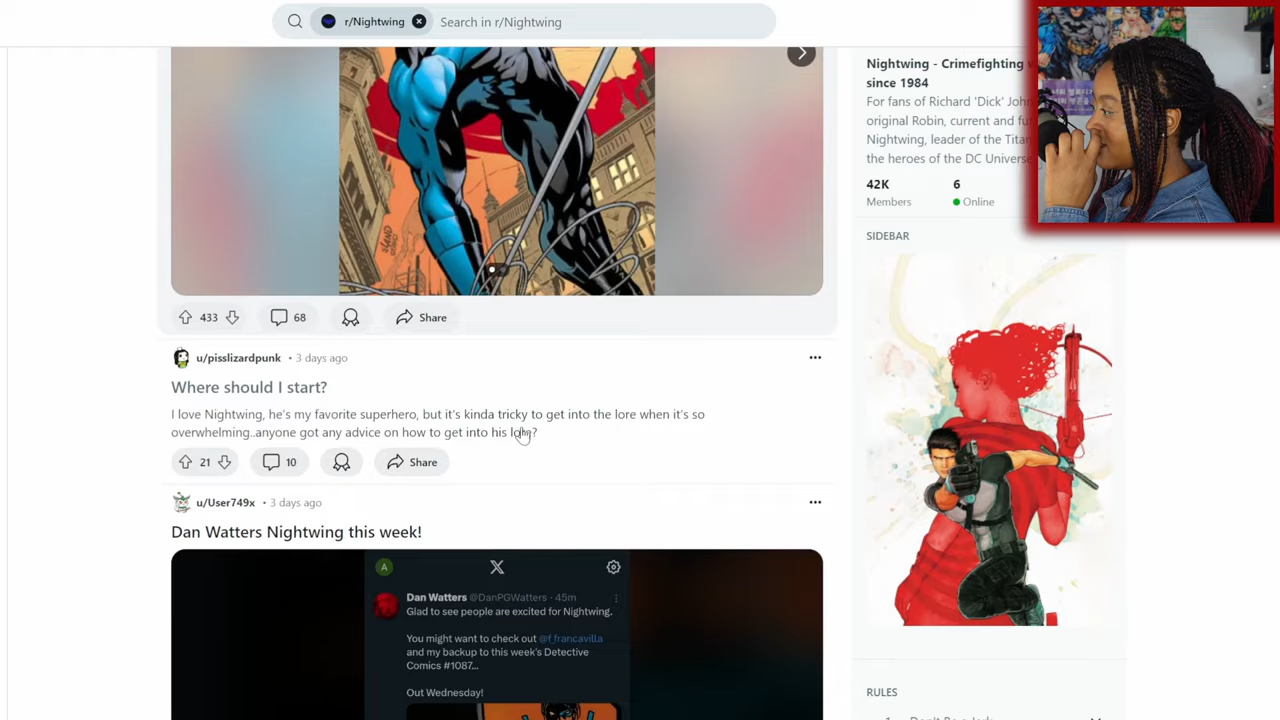 r/Nightwing Search in r/Nightwing
433 68 Share
u/pisslizardpunk • 3 days ago
Where should I start?
I love Nightwing, he's my favorite superhero, but it's kinda tricky to get into the lore when it's so
overwhelming..anyone got any advice on how to get into his
21 10 Share
u/User749x • 3 days ago
Dan Watters Nightwing this week!
A
Dan Watters @DanPGWatters · 45m
Glad to see people are excited for Nightwing.
You might want to check out @f_francavilla
and my backup to this week's Detective
Comics #1087...
Out Wednesday!
Nightwing - Crimefighting
since 1984
For fans of Richard 'Dick'
original Robin, current and
Nightwing, leader of the
the heroes of the DC
42K 6
Members Online
SIDEBAR
RULES